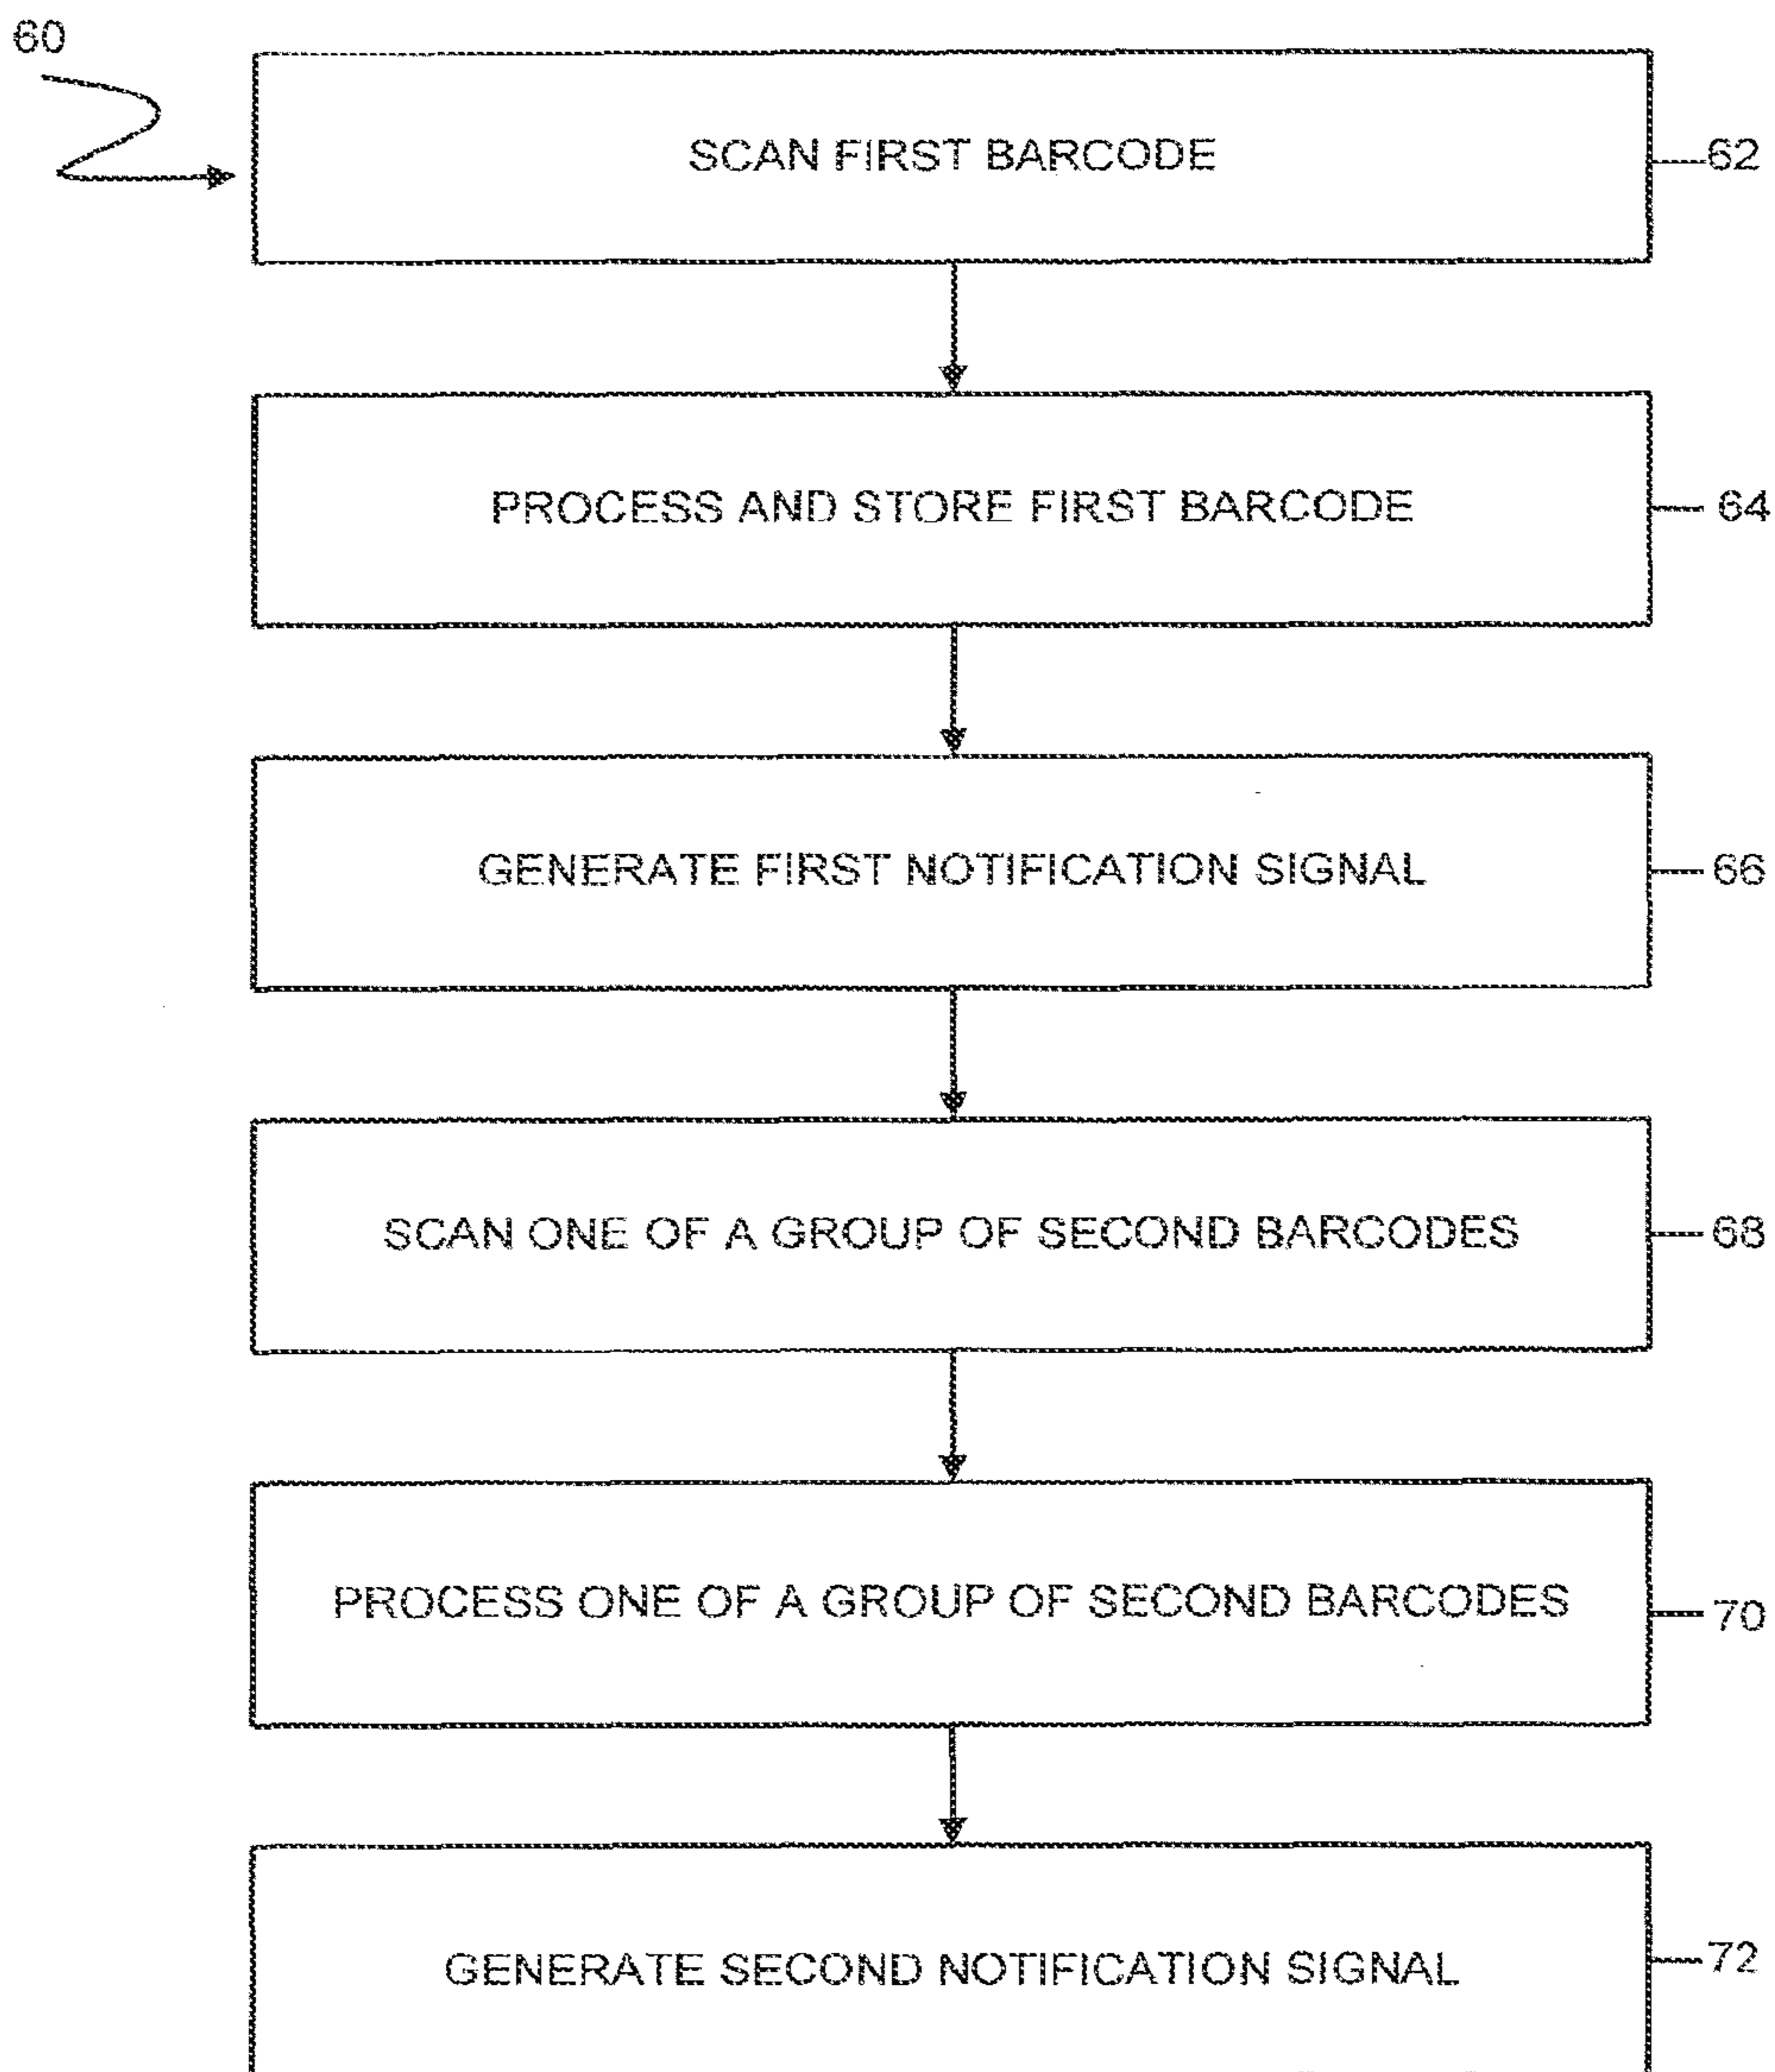 60
SCAN FIRST BARCODE
62
PROCESS AND STORE FIRST BARCODE
64
GENERATE FIRST NOTIFICATION SIGNAL
66
SCAN ONE OF A GROUP OF SECOND BARCODES
68
PROCESS ONE OF A GROUP OF SECOND BARCODES
70
GENERATE SECOND NOTIFICATION SIGNAL
72